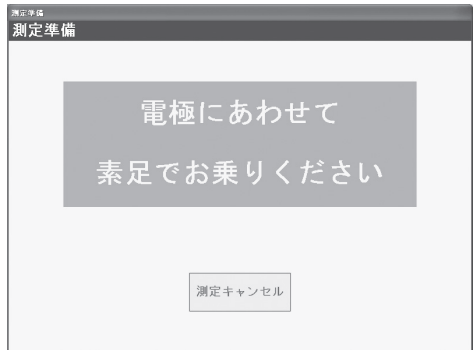 測定準備
測定準備
電極にあわせて
素足でお乗りください
測定キャンセル